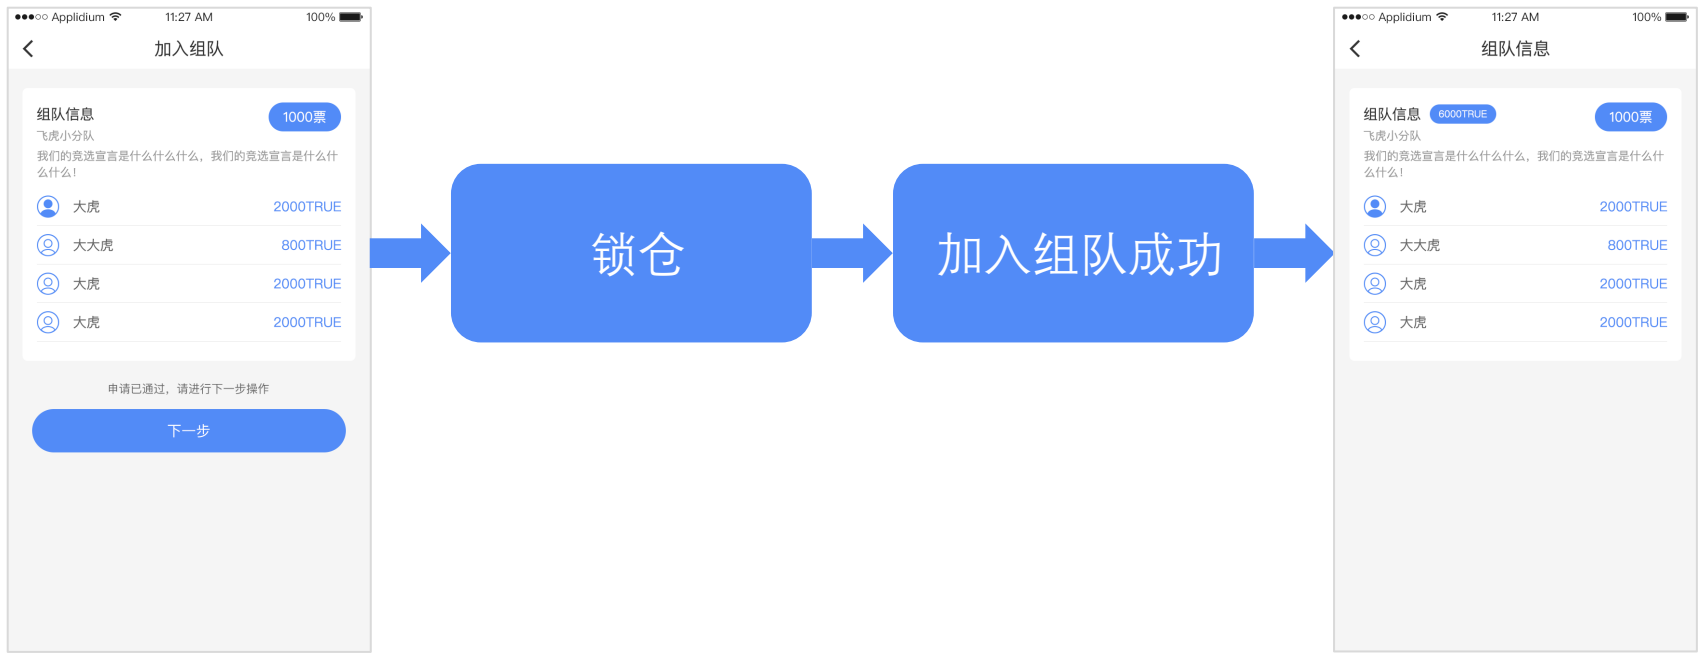 Applidium 11:27 AM 100%
加入组队
组队信息
1000票
飞虎小分队
我们的竞选宣言是什么什么什么，我们的竞选宣言是什么什
么什么！
大虎 2000TRUE
大大虎 800TRUE
大虎 2000TRUE
大虎 2000TRUE
申请已通过，请进行下一步操作
下一步
锁仓
加入组队成功
Applidium 11:27 AM 100%
组队信息
组队信息 6000TRUE
1000票
飞虎小分队
我们的竞选宣言是什么什么什么，我们的竞选宣言是什么什
么什么！
大虎 2000TRUE
大大虎 800TRUE
大虎 2000TRUE
大虎 2000TRUE